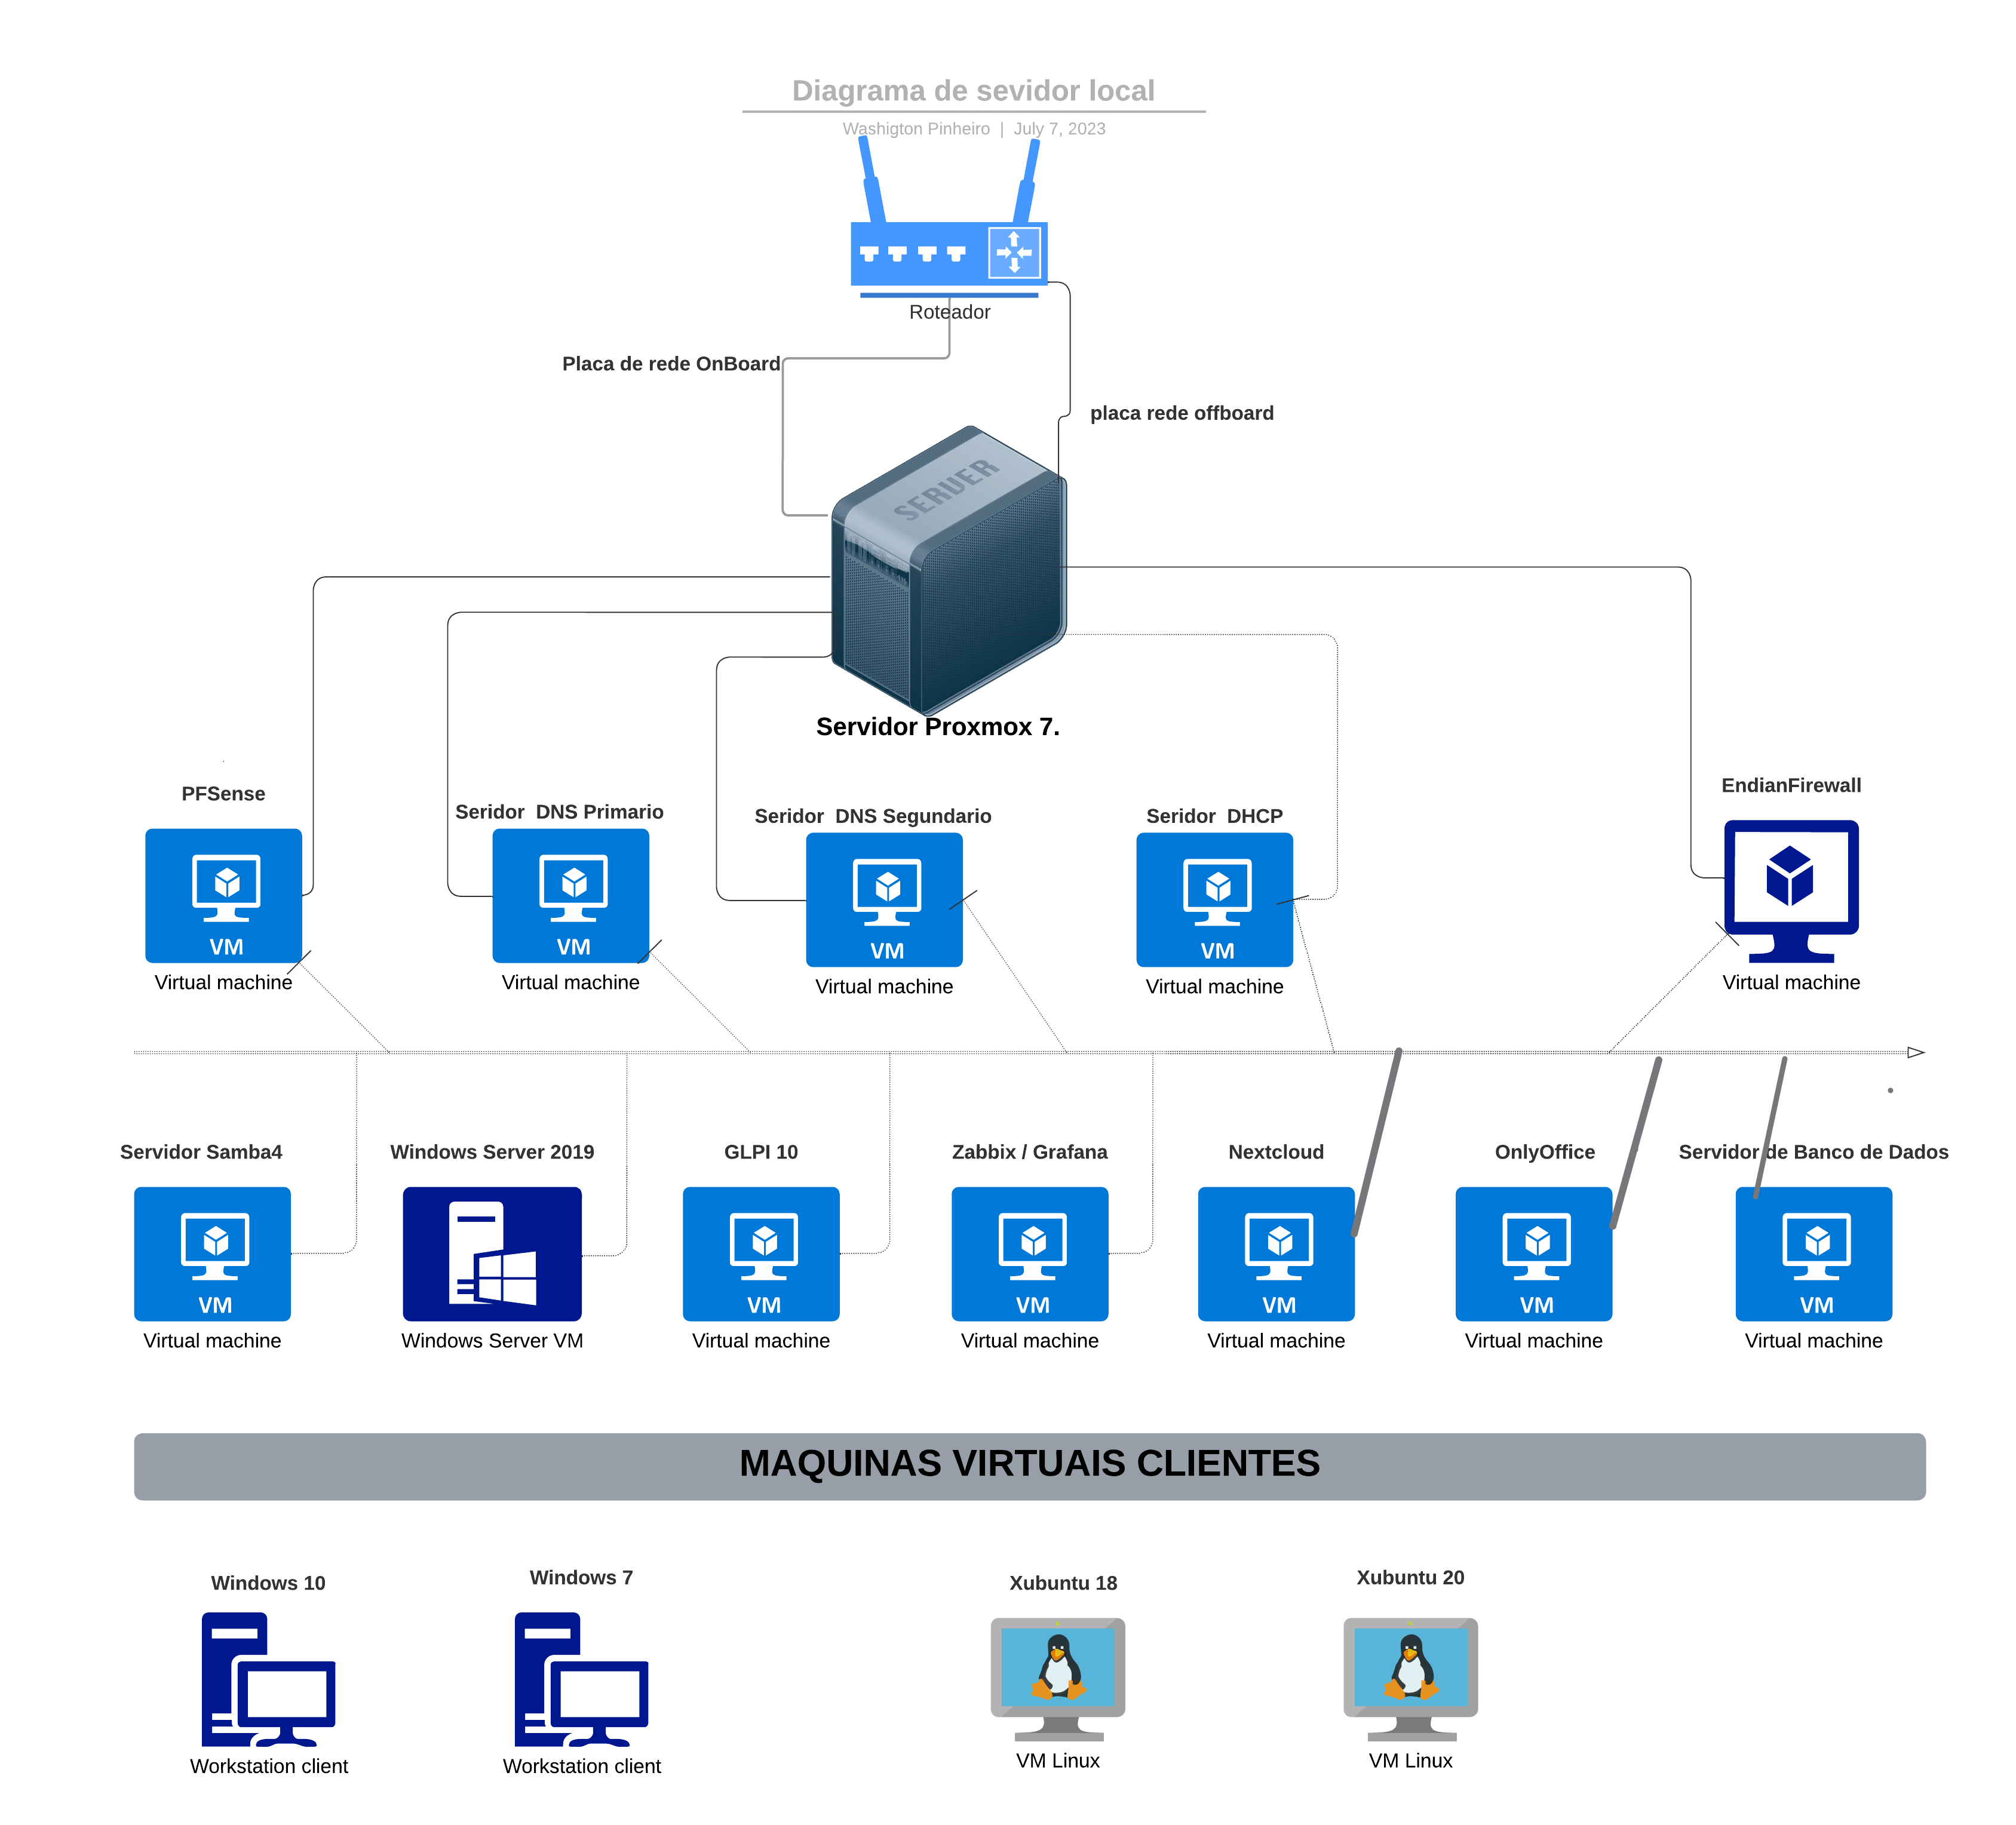 Diagrama de sevidor local
Washigton Pinheiro | July 7, 2023
Roteador
Placa de rede OnBoard
placa rede offboard
SERVER
Servidor Proxmox 7.
PFSense
Seridor DNS Primario
Seridor DNS Segundario
Seridor DHCP
EndianFirewall
VM
VM
VM
VM
Virtual machine
Virtual machine
Virtual machine
Virtual machine
Virtual machine
Servidor Samba4
Windows Server 2019
GLPI 10
Zabbix / Grafana
Nextcloud
OnlyOffice
Servidor de Banco de Dados
VM
VM
VM
VM
VM
VM
Virtual machine
Windows Server VM
Virtual machine
Virtual machine
Virtual machine
Virtual machine
Virtual machine
MAQUINAS VIRTUAIS CLIENTES
Windows 10
Windows 7
Xubuntu 18
Xubuntu 20
Workstation client
Workstation client
VM Linux
VM Linux